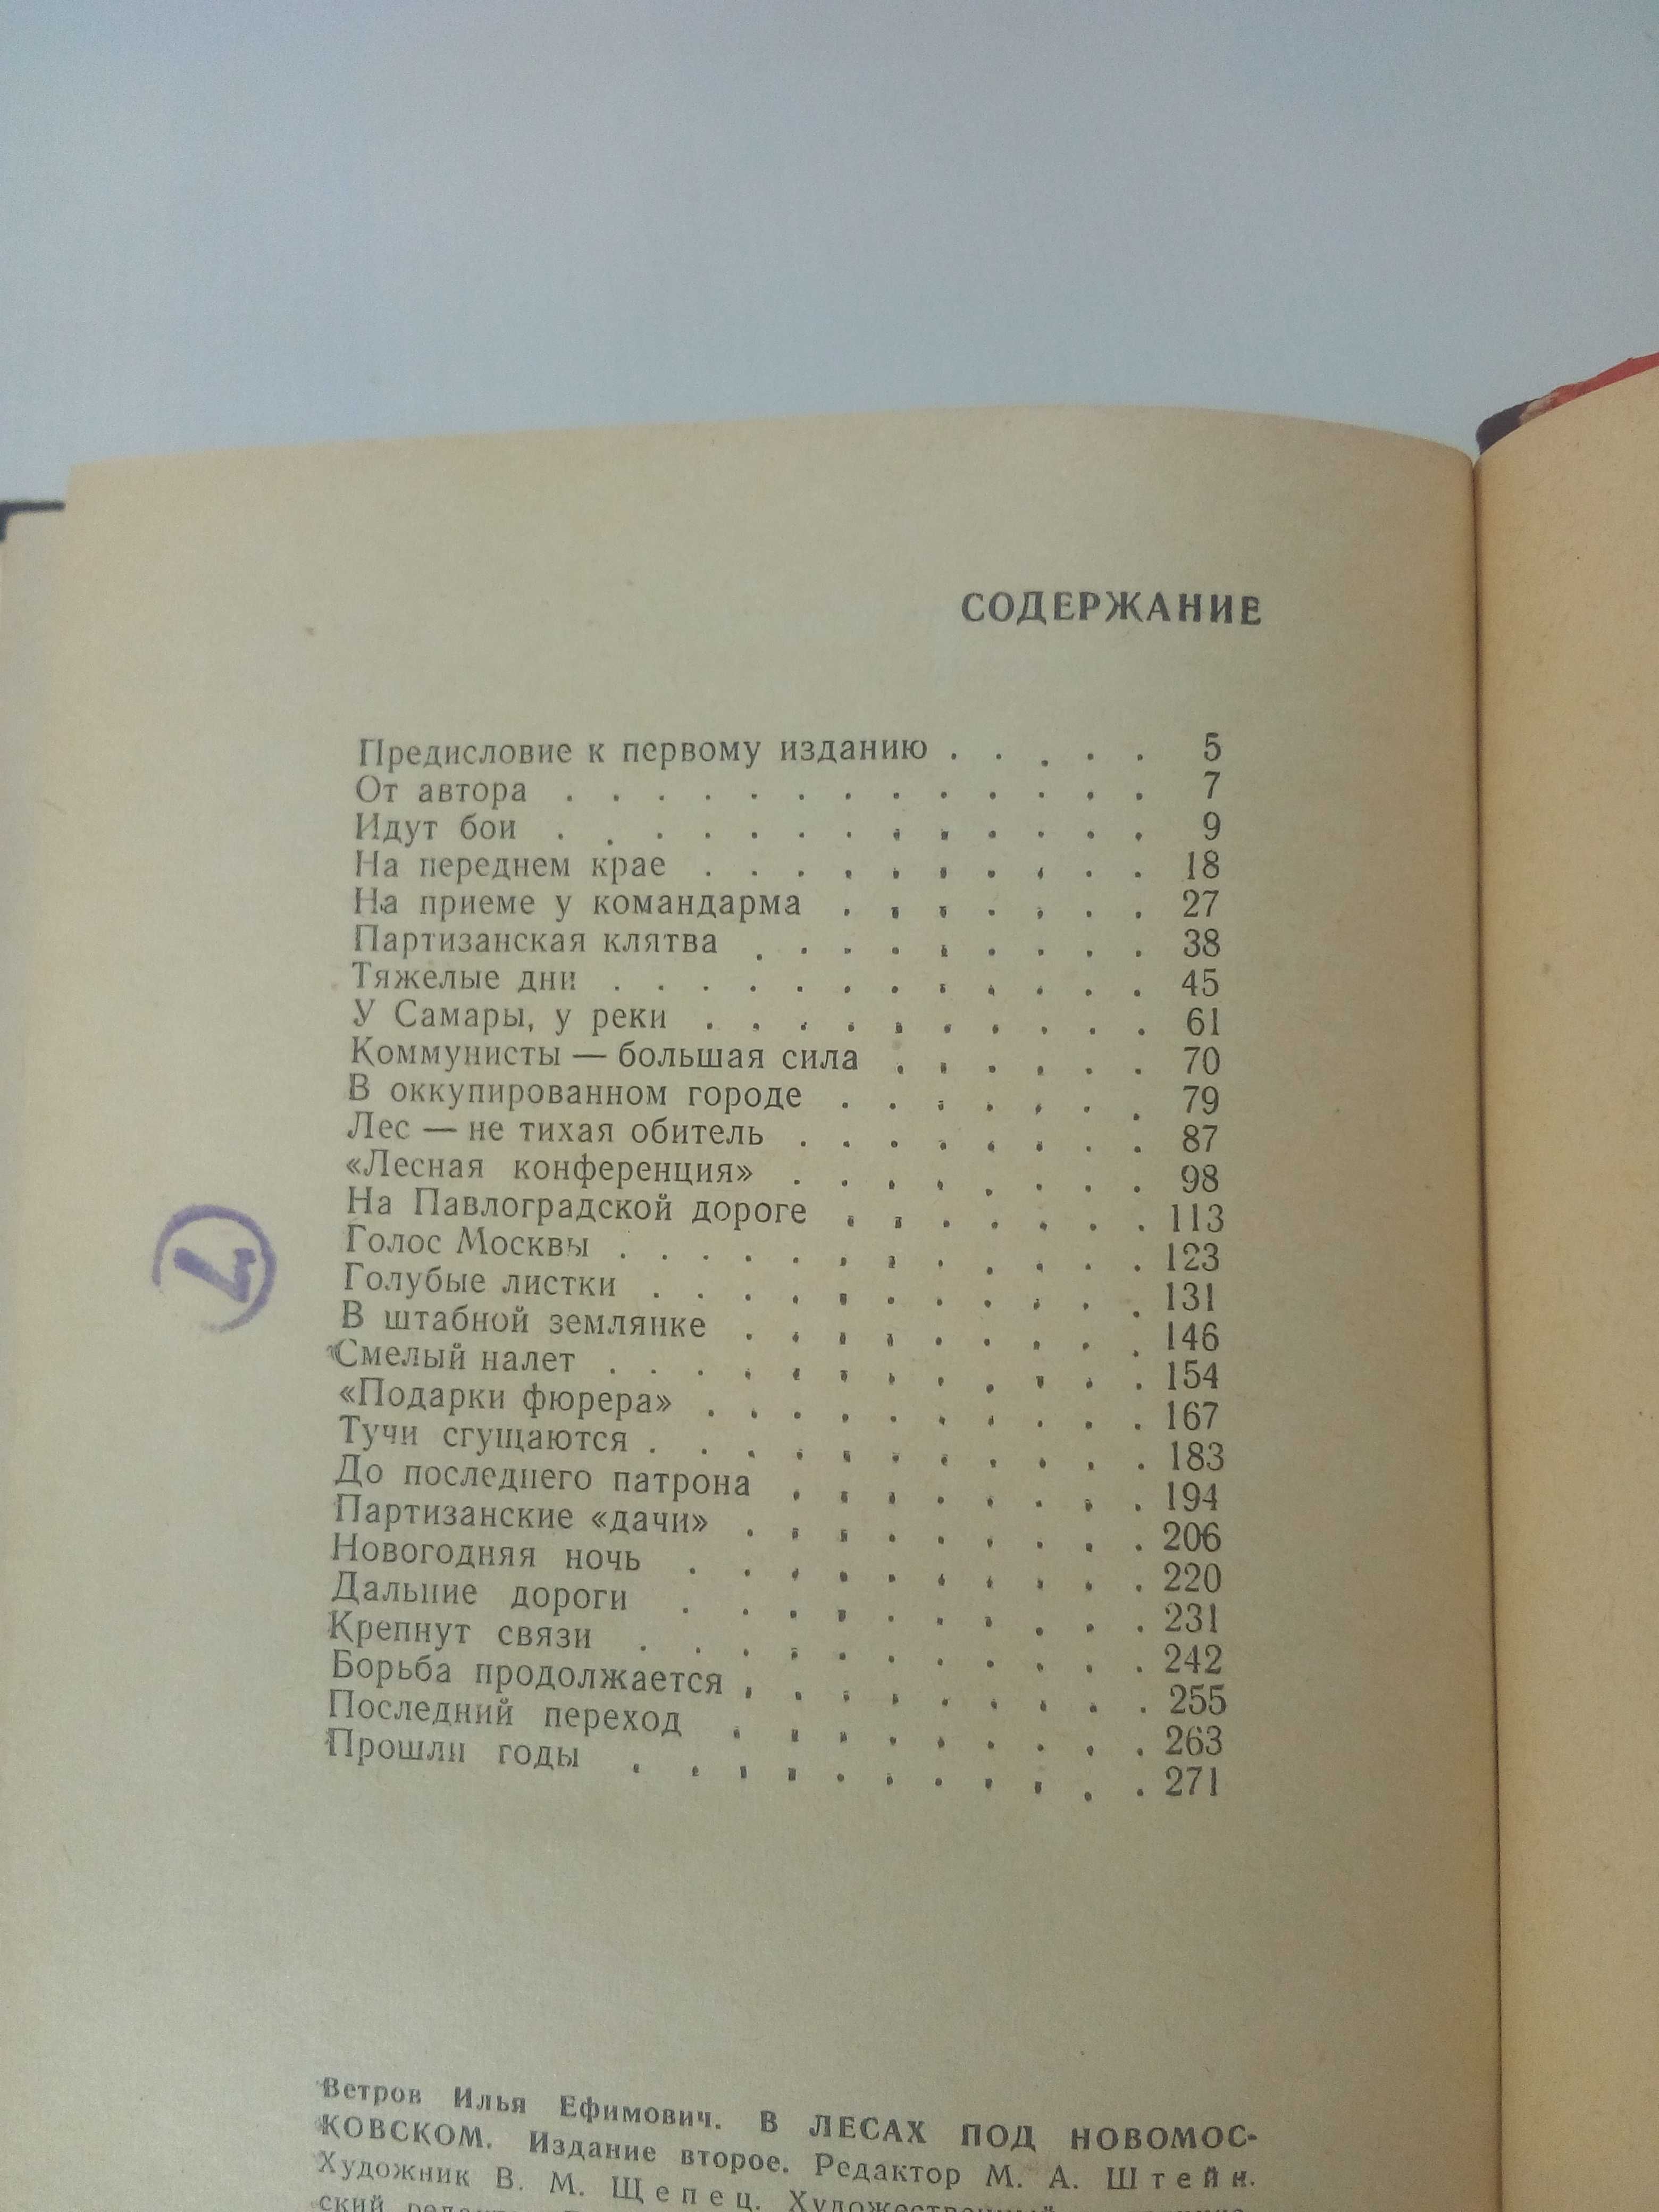 СОДЕРЖАНИЕ
Предисловие к первому изданию . . . . . 5
От автора . . . . . . . . . . . . . 7
Идут бои . . . . . . . . . . . . . 9
На переднем крае . . . . . . . . . . 18
На приеме у командарма . . . . . . . 27
Партизанская клятва . . . . . . . . . 38
Тяжелые дни . . . . . . . . . . . . 45
У Самары, у реки . . . . . . . . . . 61
Коммунисты — большая сила . . . . . . 70
В оккупированном городе . . . . . . . 79
Лес — не тихая обитель . . . . . . . . 87
«Лесная конференция» . . . . . . . . 98
На Павлоградской дороге . . . . . . . 113
Голос Москвы . . . . . . . . . . . . 123
Голубые листки . . . . . . . . . . . 131
В штабной землянке . . . . . . . . . 146
Смелый налет . . . . . . . . . . . . 154
«Подарки фюрера» . . . . . . . . . . 167
Тучи сгущаются . . . . . . . . . . . 183
До последнего патрона . . . . . . . . 194
Партизанские «дачи» . . . . . . . . . 206
Новогодняя ночь . . . . . . . . . . 220
Дальние дороги . . . . . . . . . . 231
Крепнут связи . . . . . . . . . . . 242
Борьба продолжается . . . . . . . . . 255
Последний переход . . . . . . . . . 263
Прошли годы . . . . . . . . . . . 271
Ветров Илья Ефимович. В ЛЕСАХ ПОД НОВОМОС-
КОВСКОМ. Издание второе. Редактор М. А. Штейн.
Художник В. М. Щепец. Художественный
ский